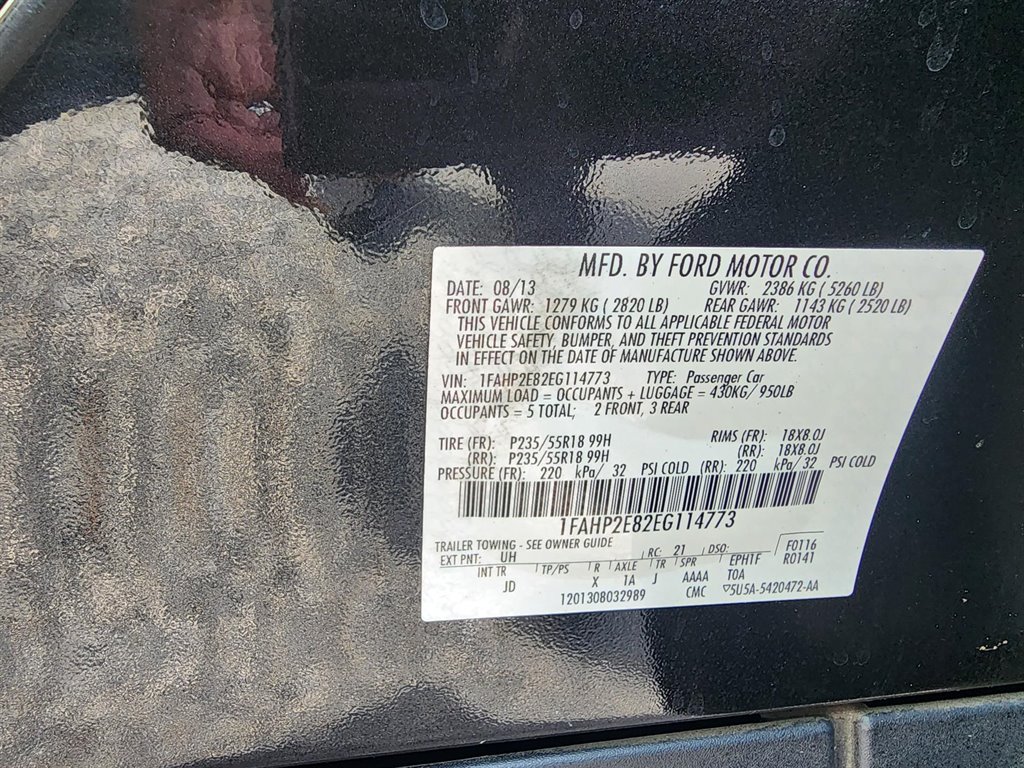 MFD. BY FORD MOTOR CO.
DATE: 08/13 GVWR: 2386 KG ( 5260 LB)
FRONT GAWR: 1279 KG ( 2820 LB) REAR GAWR: 1143 KG ( 2520 LB)
THIS VEHICLE CONFORMS TO ALL APPLICABLE FEDERAL MOTOR
VEHICLE SAFETY, BUMPER, AND THEFT PREVENTION STANDARDS
IN EFFECT ON THE DATE OF MANUFACTURE SHOWN ABOVE.
VIN: 1FAHP2E82EG114773 TYPE: Passenger Car
MAXIMUM LOAD = OCCUPANTS + LUGGAGE = 430KG/ 950LB
OCCUPANTS = 5 TOTAL; 2 FRONT, 3 REAR
TIRE (FR): P235/55R18 99H RIMS (FR): 18X8.0J
(RR): P235/55R18 99H (RR): 18X8.0J
PRESSURE (FR): 220 kPa/ 32 PSI COLD (RR): 220 kPa/ 32 PSI COLD
1FAHP2E82EG114773
TRAILER TOWING - SEE OWNER GUIDE
EXT PNT: UH RC: 21 DSO: F0116
INT TR TP/PS R AXLE TR SPR EPH1F R0141
JD X 1A J AAAA TOA
1201308032989 CMC ▽5U5A-5420472-AA